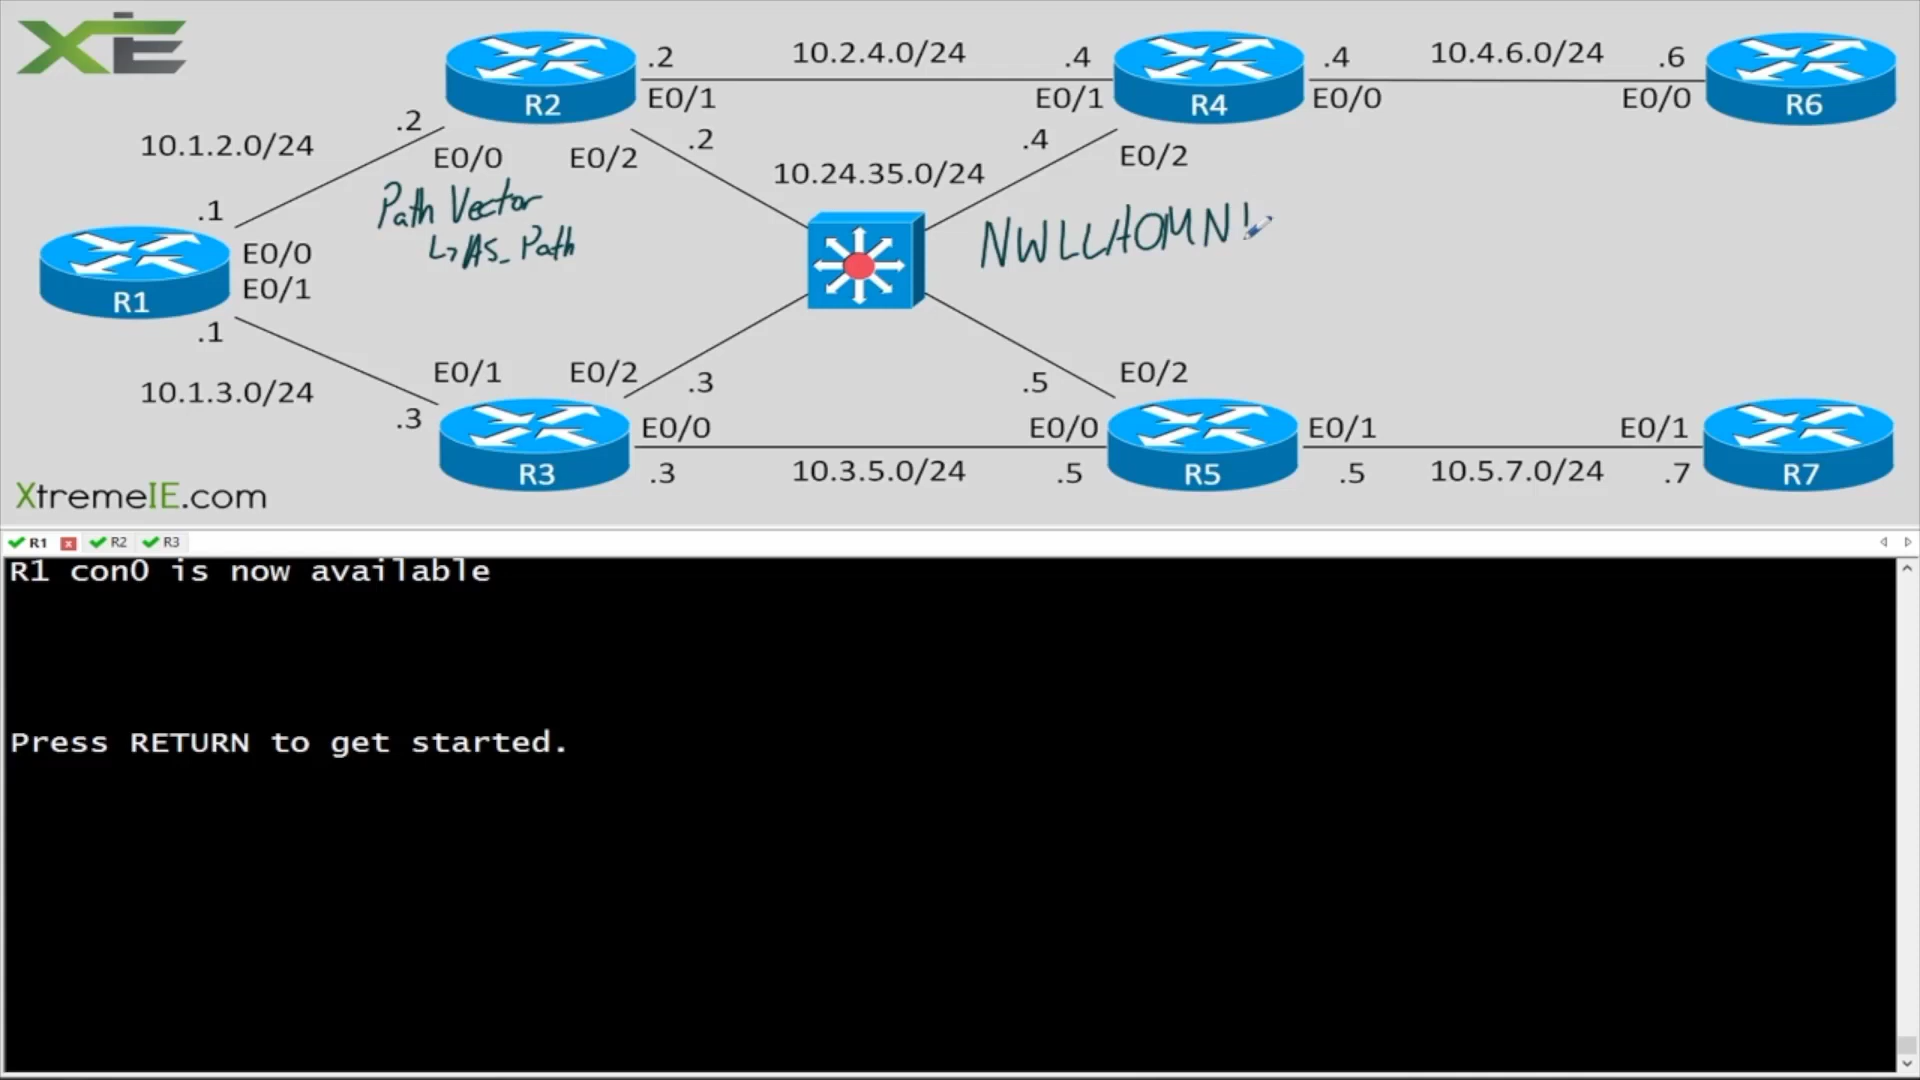 XIE
.2
10.2.4.0/24
.4
.4
10.4.6.0/24
.6
R2
E0/1
E0/1
R4
E0/0
E0/0
R6
10.1.2.0/24
.2
E0/0
E0/2
.2
.4
E0/2
10.24.35.0/24
Path Vector
↳AS_Path
NWLLHOMN
.1
E0/0
R1
E0/1
.1
10.1.3.0/24
E0/1
E0/2
.3
.5
E0/2
.3
E0/0
E0/0
E0/1
E0/1
R3
.3
10.3.5.0/24
.5
R5
.5
10.5.7.0/24
.7
R7
XtremeIE.com
R1 R2 R3
R1 con0 is now available
Press RETURN to get started.